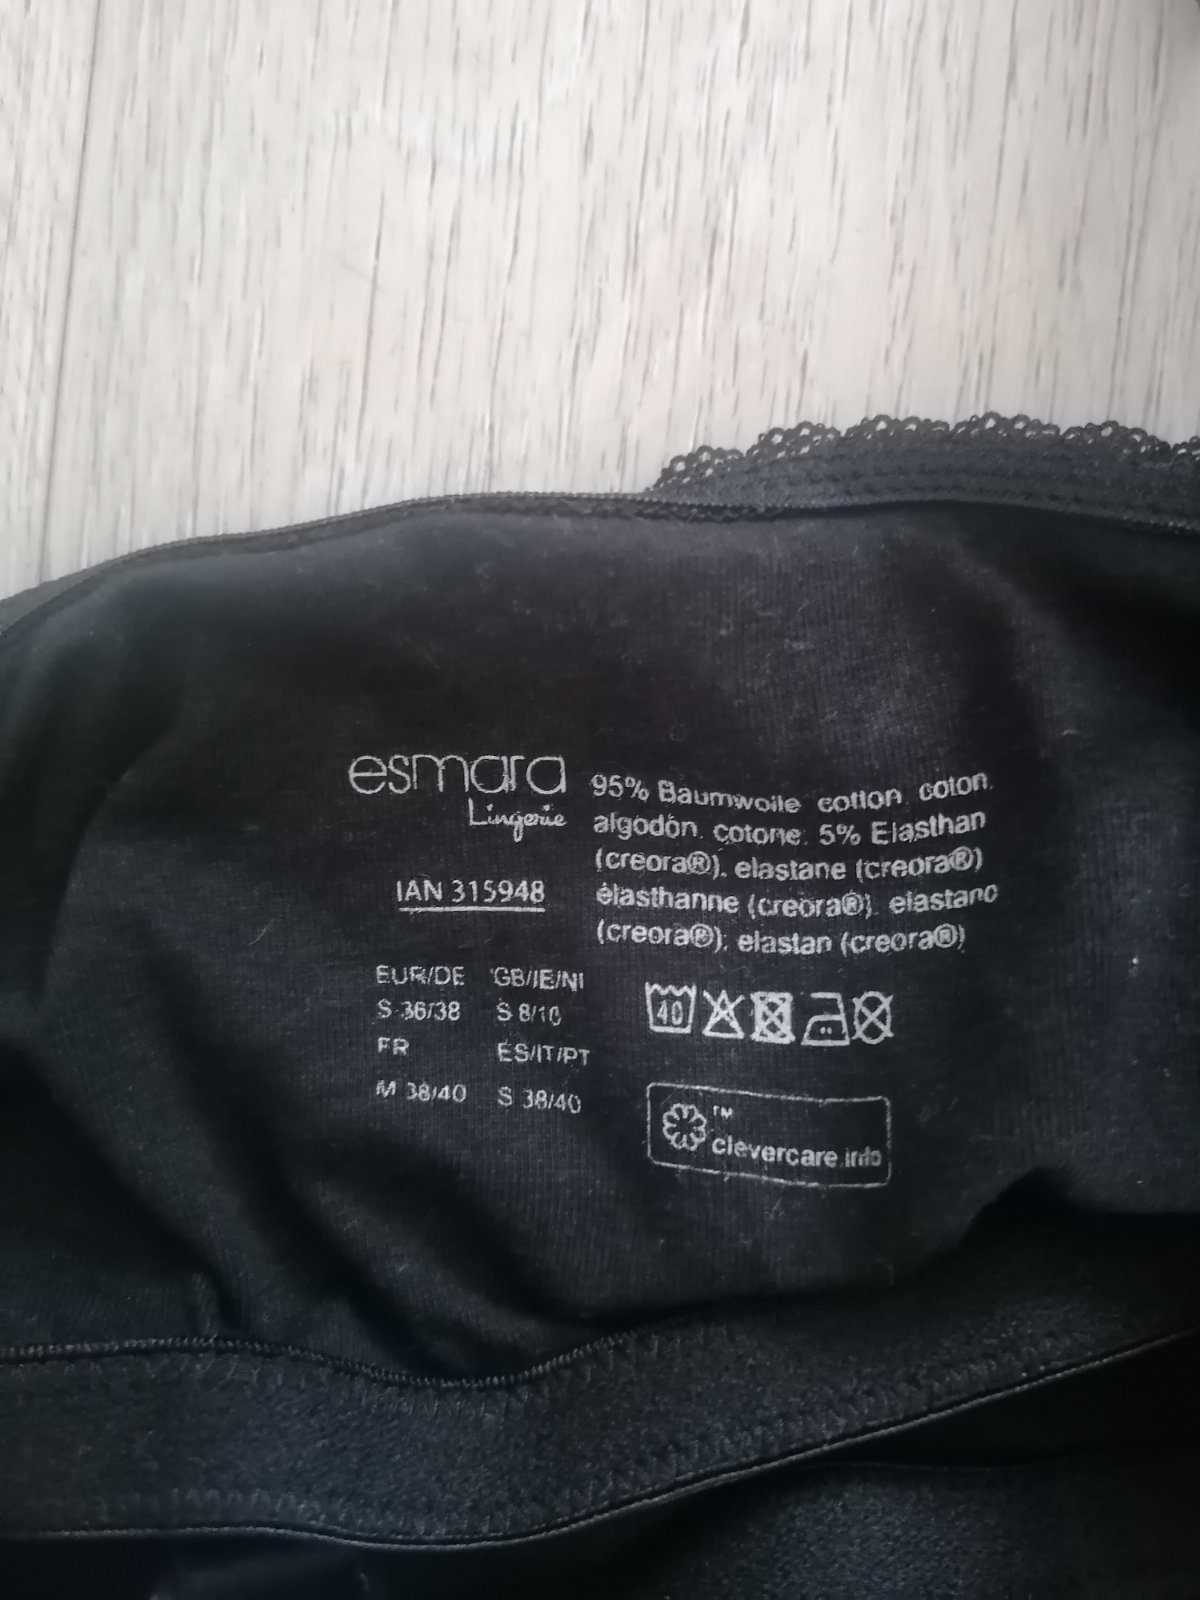 esmara
Lingerie
IAN 315948
EUR/DE GB/IE/NI
S 36/38 S 8/10
FR ES/IT/PT
M 38/40 S 38/40
95% Baumwolle cotton, coton,
algodón, cotone; 5% Elasthan
(creora®), elastane (creora®)
élasthanne (creora®), elastano
(creora®); elastan (creora®)
40
™
clevercare.info